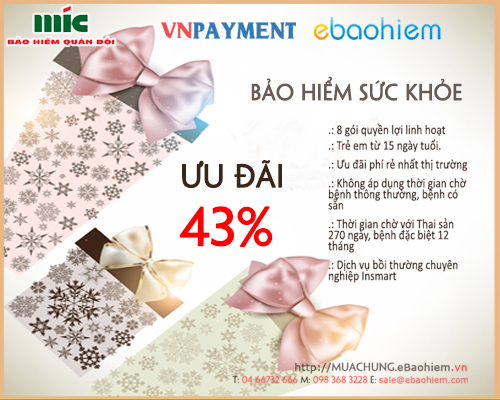 mic
BẢO HIỂM QUÂN ĐỘI
VNPAYMENT
ebaohiem
BẢO HIỂM SỨC KHỎE
.: 8 gói quyền lợi linh hoạt
.: Trẻ em từ 15 ngày tuổi.
.: Ưu đãi phí rẻ nhất thị trường
.: Không áp dụng thời gian chờ
bệnh thông thường, bệnh có
sẵn
.: Thời gian chờ với Thai sản
270 ngày, bệnh đặc biệt 12
tháng
.: Dịch vụ bồi thường chuyên
nghiệp Insmart
ƯU ĐÃI
43%
http://MUACHUNG.eBaohiem.vn
T: 04 66732 666 M: 098 368 3228 E: sale@ebaohiem.com